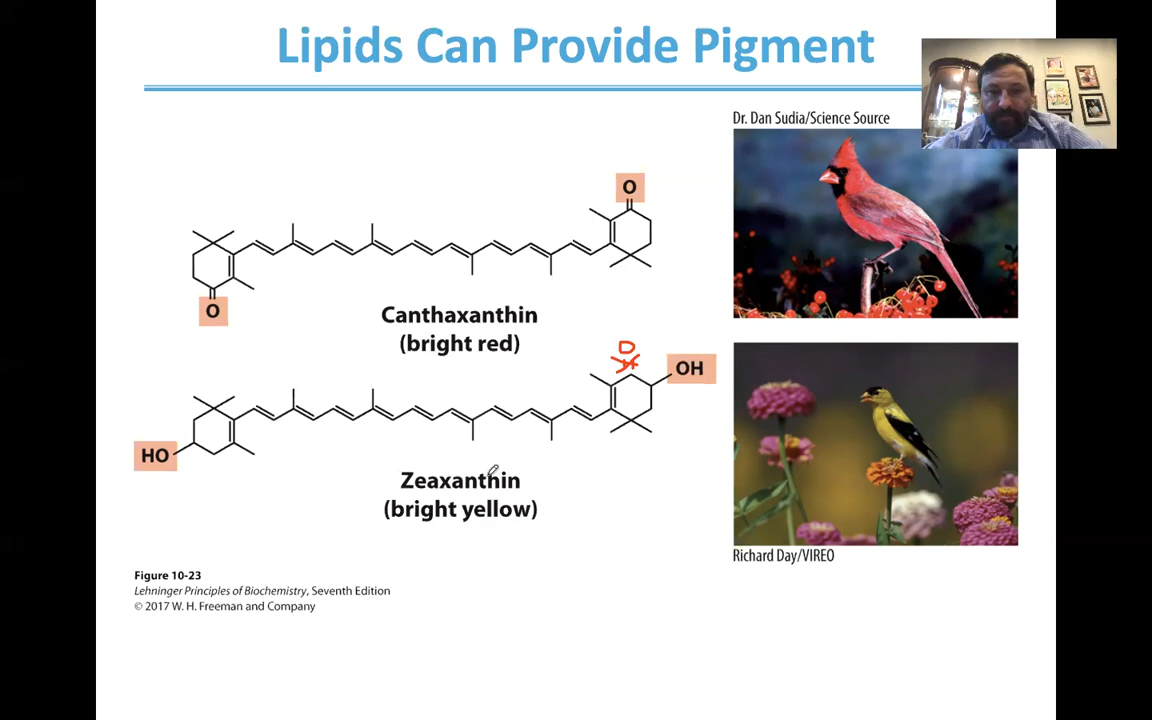 Lipids Can Provide Pigment
Dr. Dan Sudia/Science Source
O
O
Canthaxanthin
(bright red)
D
OH
HO
Zeaxanthin
(bright yellow)
Richard Day/VIREO
Figure 10-23
Lehninger Principles of Biochemistry, Seventh Edition
© 2017 W. H. Freeman and Company